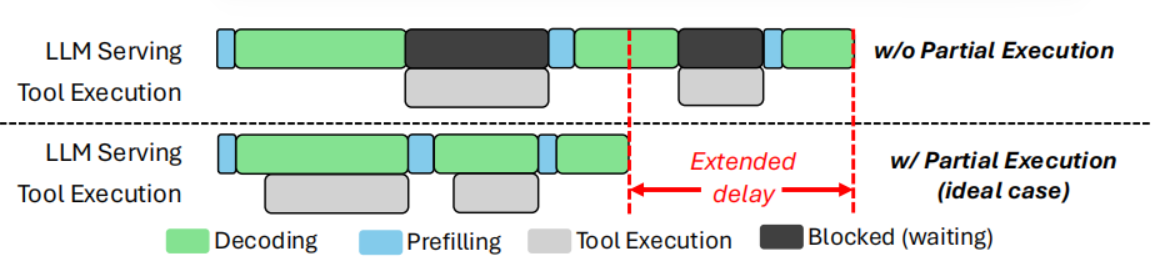 LLM Serving
w/o Partial Execution
Tool Execution
LLM Serving
w/ Partial Execution
(ideal case)
Tool Execution
Extended
delay
Decoding
Prefilling
Tool Execution
Blocked (waiting)